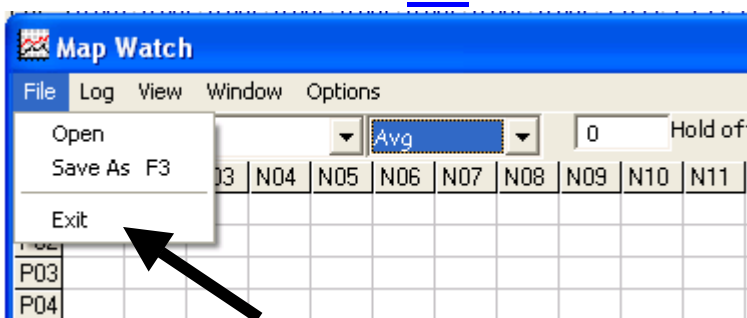 Map Watch
File Log View Window Options
Open
Save As F3
Exit
Avg
0
Hold of
03 N04 N05 N06 N07 N08 N09 N10 N11
P02
P03
P04